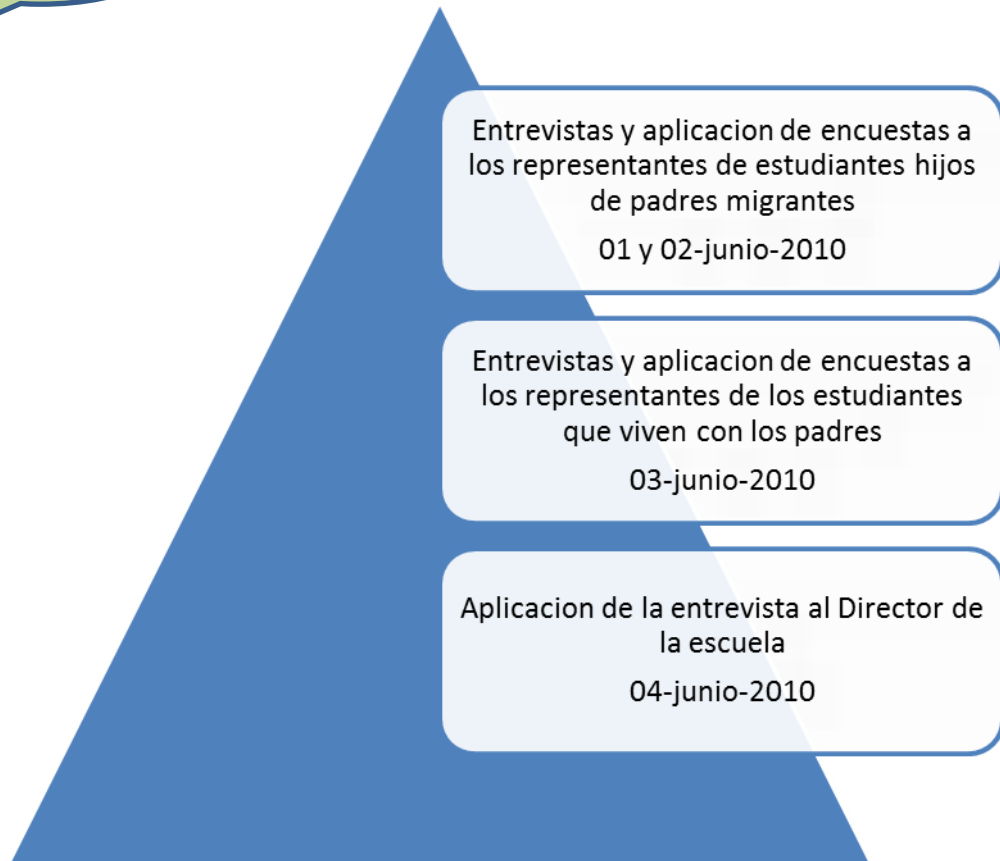 Entrevistas y aplicacion de encuestas a
los representantes de estudiantes hijos
de padres migrantes
01 y 02-junio-2010
Entrevistas y aplicacion de encuestas a
los representantes de los estudiantes
que viven con los padres
03-junio-2010
Aplicacion de la entrevista al Director de
la escuela
04-junio-2010